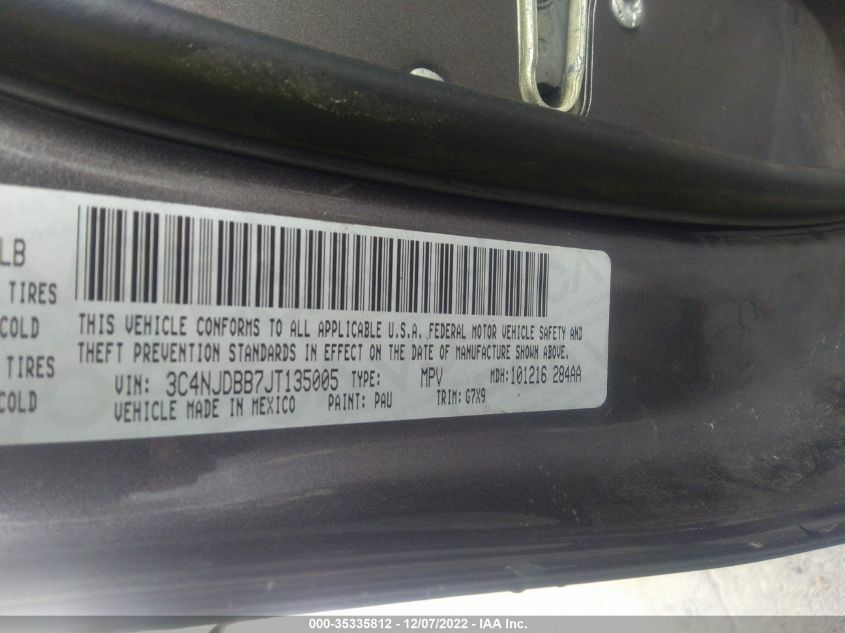 LB
TIRES
COLD
TIRES
COLD
THIS VEHICLE CONFORMS TO ALL APPLICABLE U.S.A. FEDERAL MOTOR VEHICLE SAFETY AND
THEFT PREVENTION STANDARDS IN EFFECT ON THE DATE OF MANUFACTURE SHOWN ABOVE.
VIN: 3C4NJDBB7JT135005 TYPE: MPV MDH:101216 284AA
VEHICLE MADE IN MEXICO PAINT: PAU TRIM: G7X9
000-35335812 - 12/07/2022 - IAA Inc.